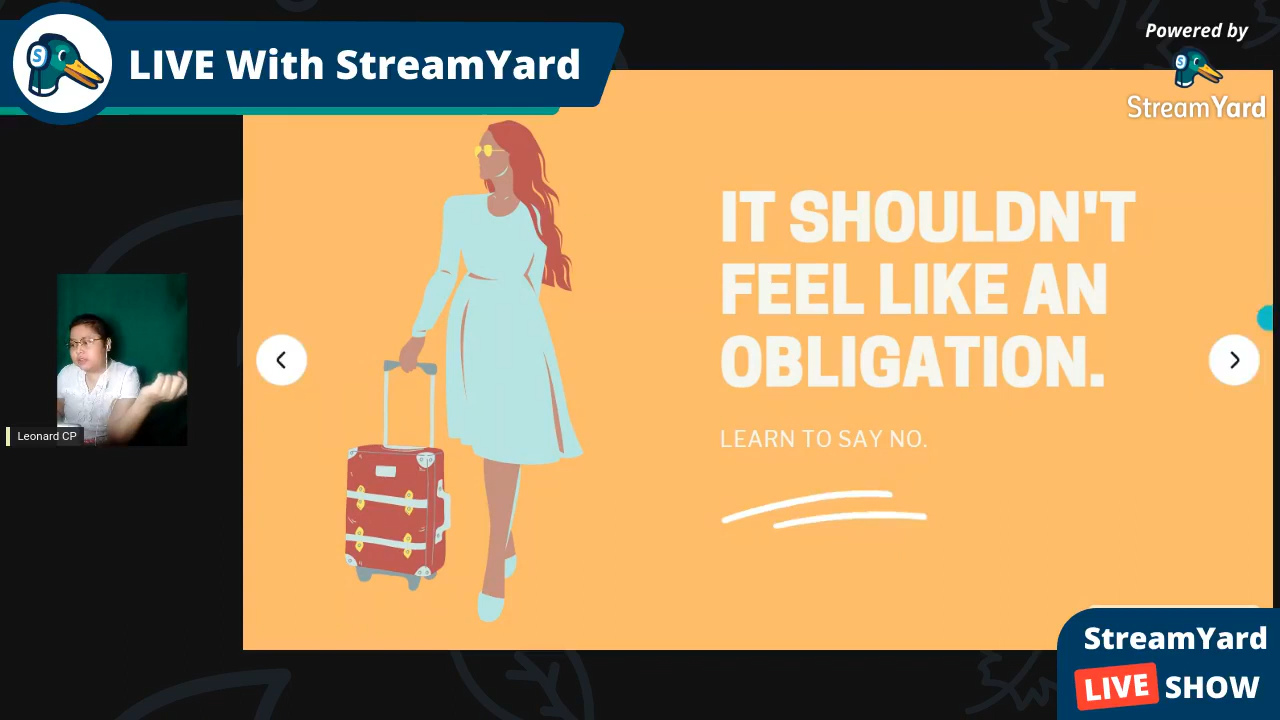 LIVE With StreamYard
Powered by
StreamYard
IT SHOULDN'T
FEEL LIKE AN
OBLIGATION.
LEARN TO SAY NO.
Leonard CP
StreamYard
LIVE SHOW